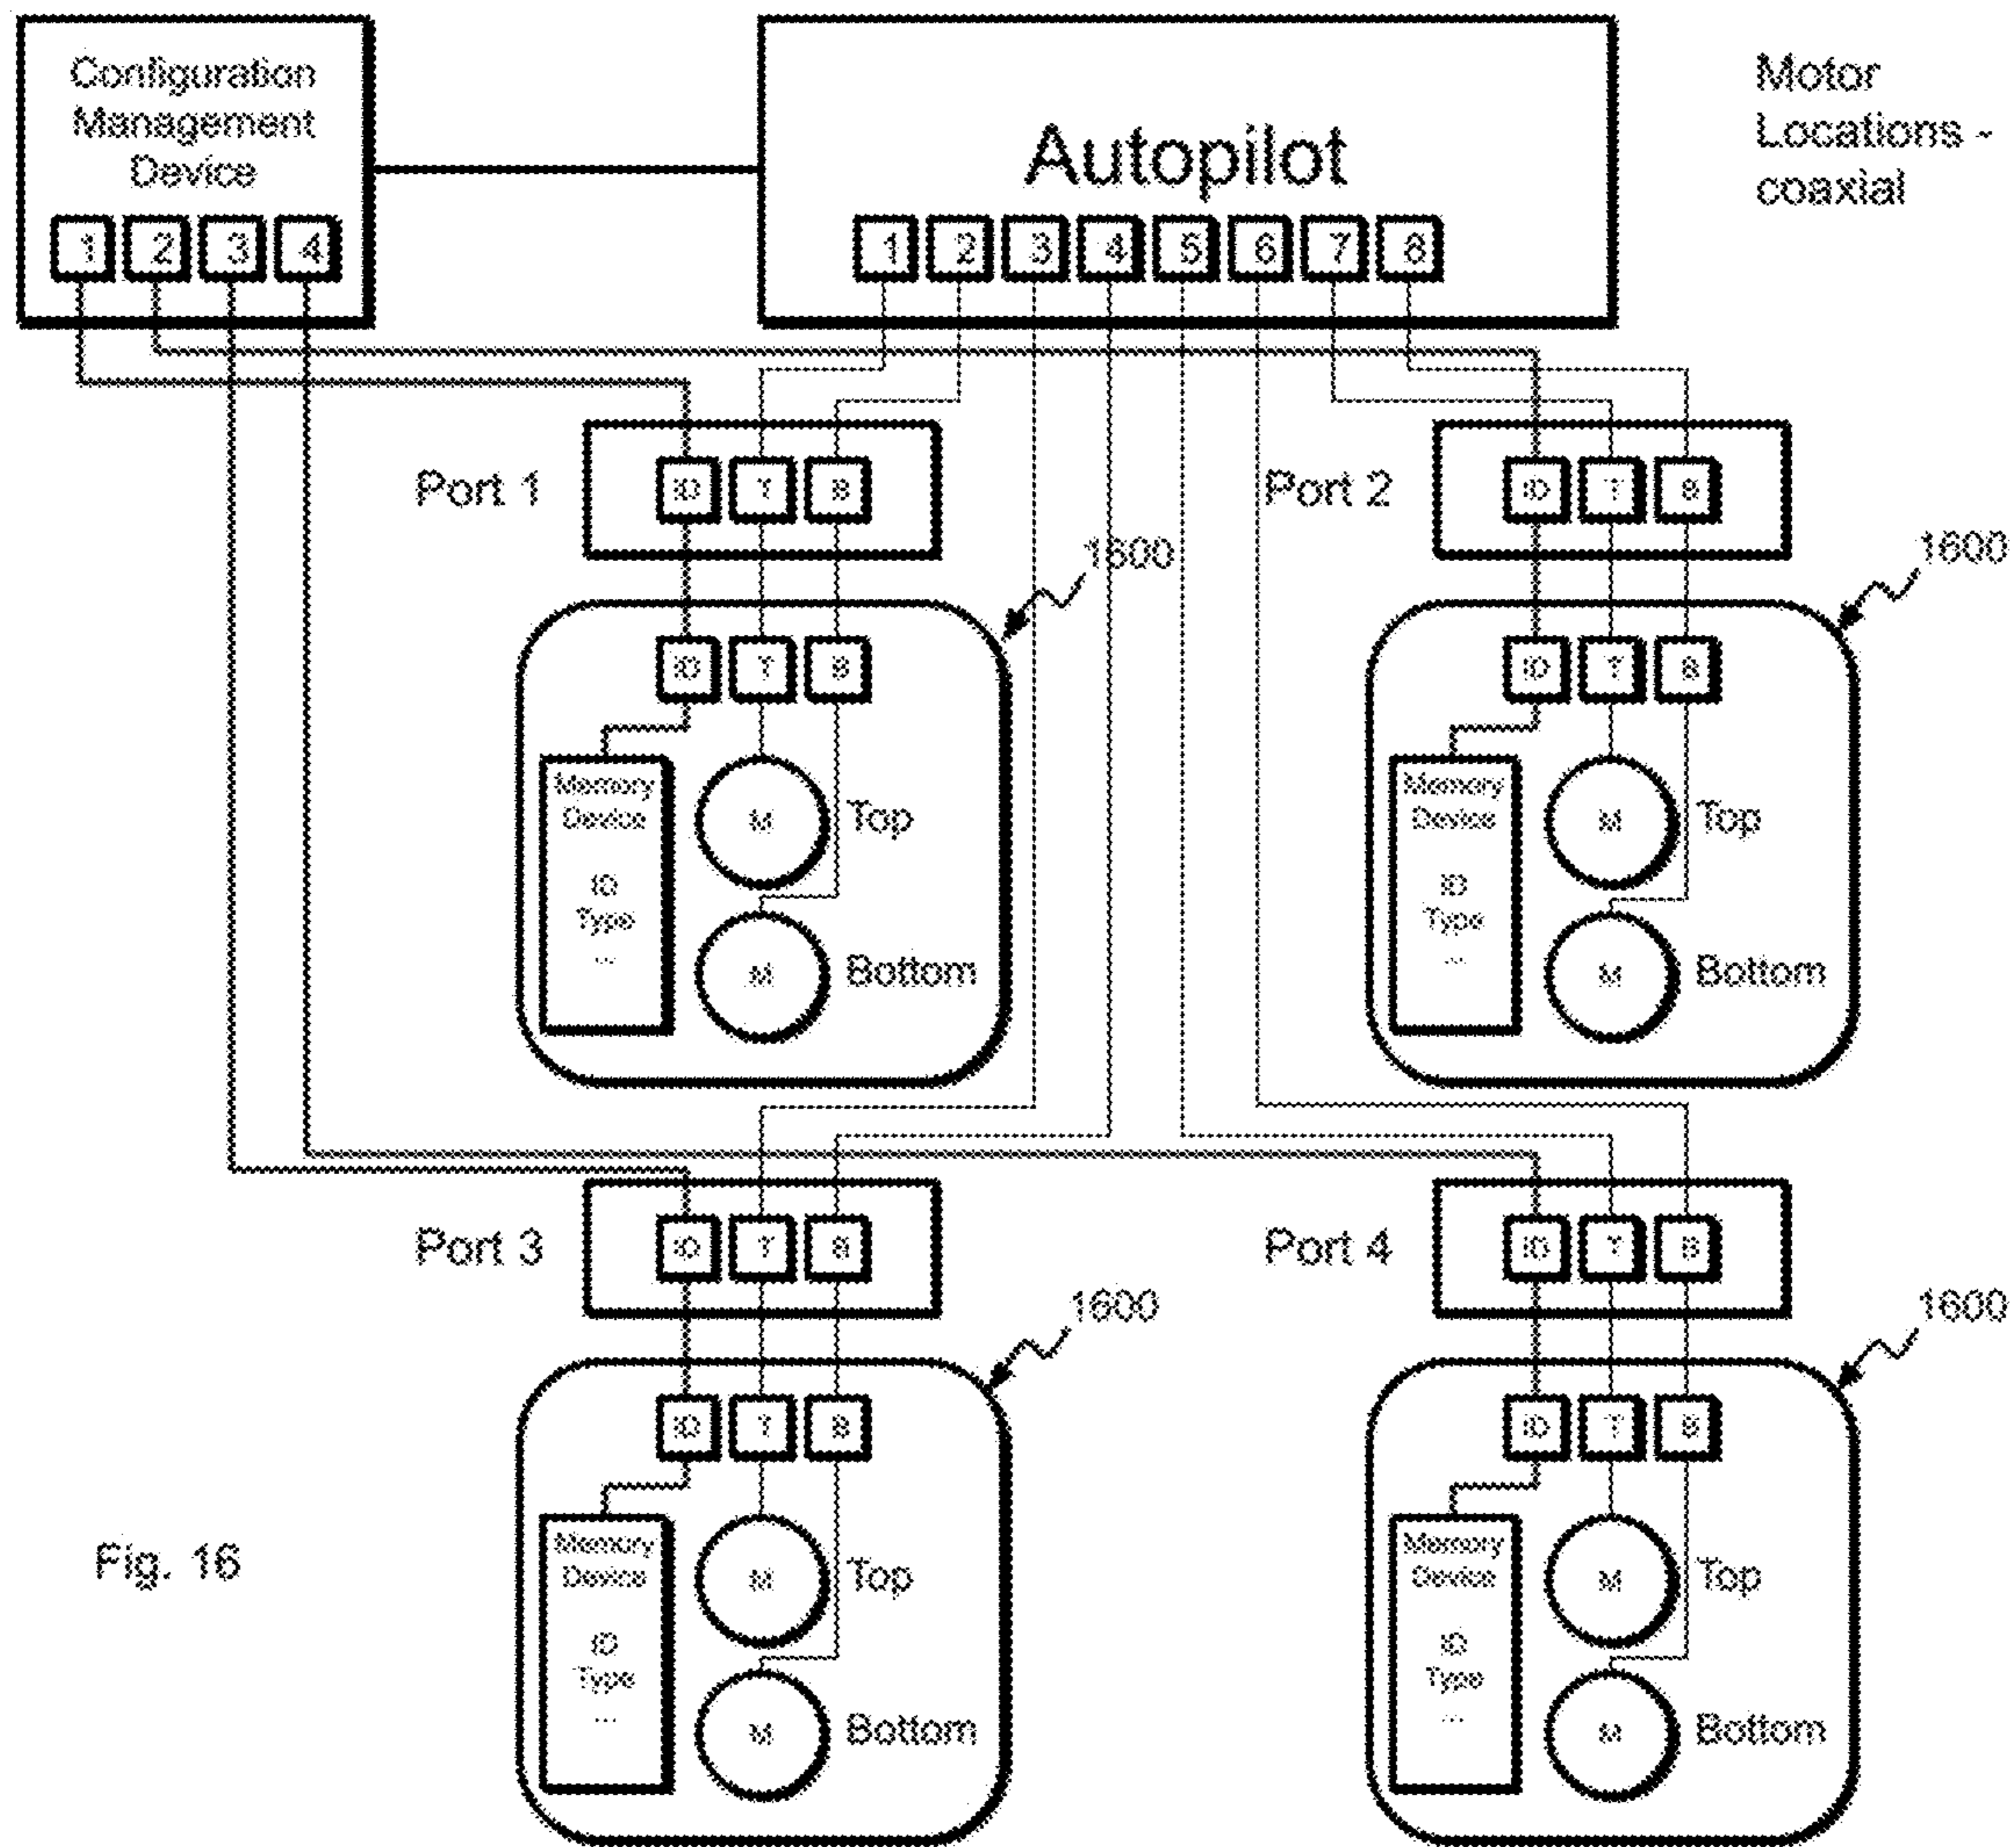 Configuration
Management
Device
1 2 3 4
Autopilot
1 2 3 4 5 6 7 8
Motor
Locations -
coaxial
Port 1
ID T B
Port 2
ID T B
1600
1600
ID T B
Memory
Device
ID
Type
...
M
Top
M
Bottom
ID T B
Memory
Device
ID
Type
...
M
Top
M
Bottom
Port 3
ID T B
Port 4
ID T B
1600
1600
ID T B
Memory
Device
ID
Type
...
M
Top
M
Bottom
ID T B
Memory
Device
ID
Type
...
M
Top
M
Bottom
Fig. 16